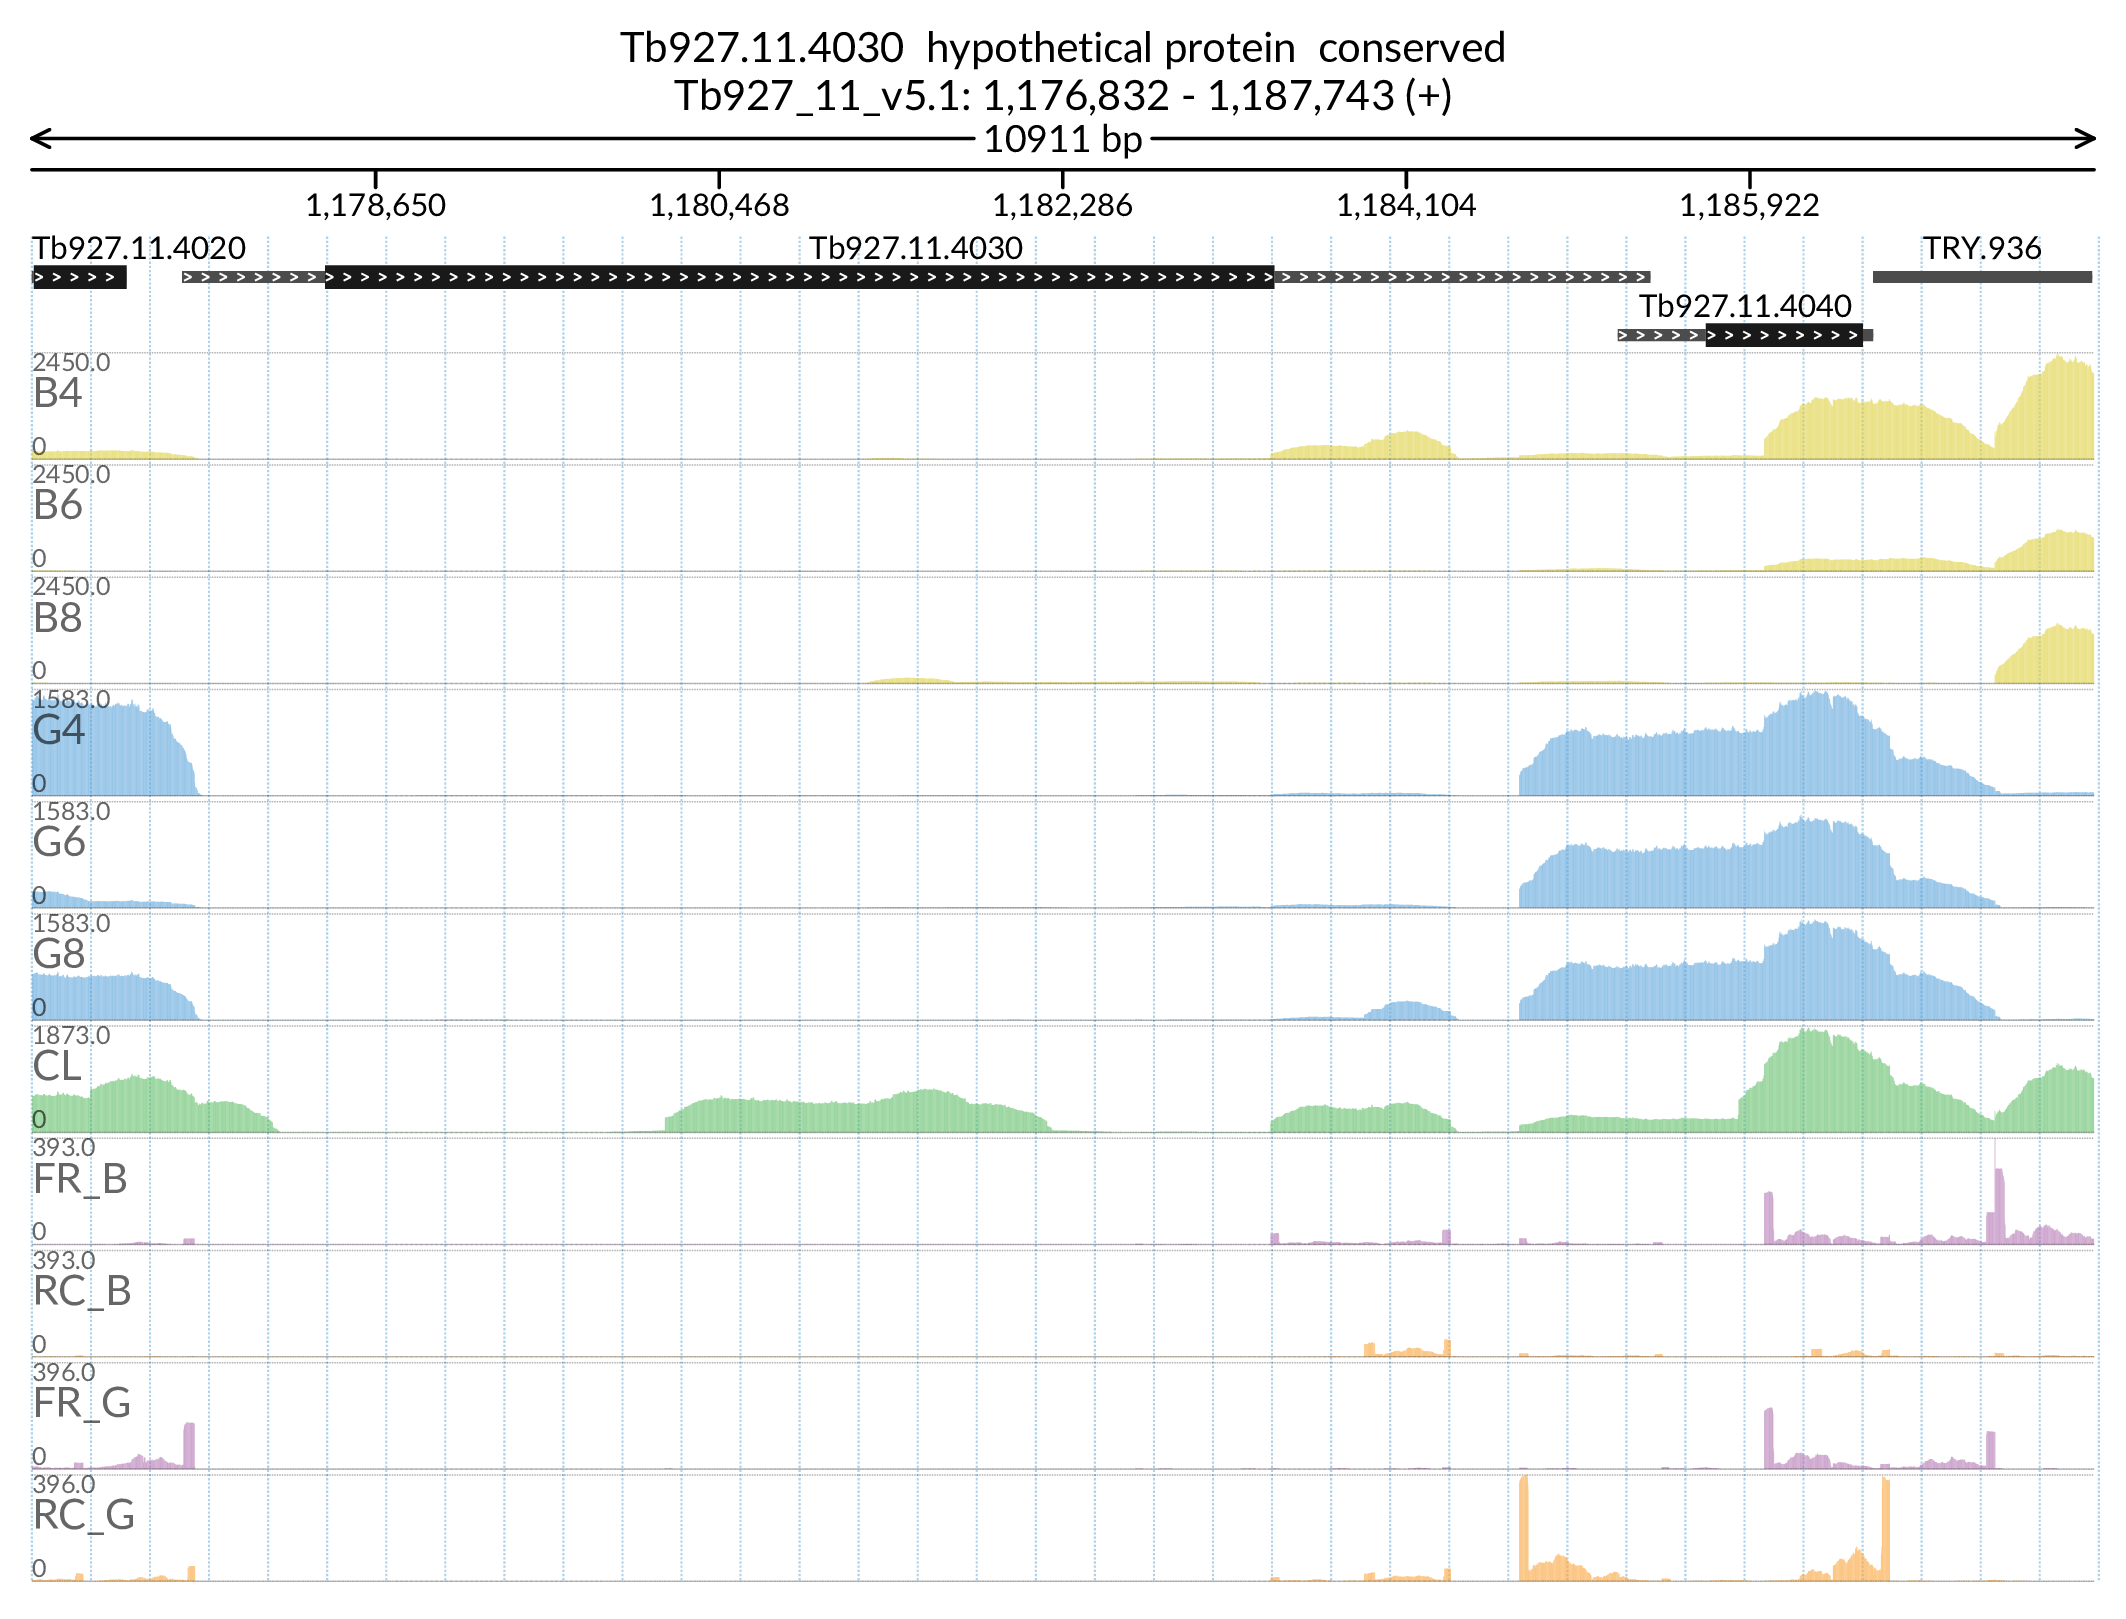 Tb927.11.4030  hypothetical protein  conserved
Tb927_11_v5.1: 1,176,832 - 1,187,743 (+)
10911 bp
1,178,650 1,180,468 1,182,286 1,184,104 1,185,922
Tb927.11.4020 Tb927.11.4030 TRY.936
Tb927.11.4040
2450.0
B4
0
2450.0
B6
0
2450.0
B8
0
1583.0
G4
0
1583.0
G6
0
1583.0
G8
0
1873.0
CL
0
393.0
FR_B
0
393.0
RC_B
0
396.0
FR_G
0
396.0
RC_G
0